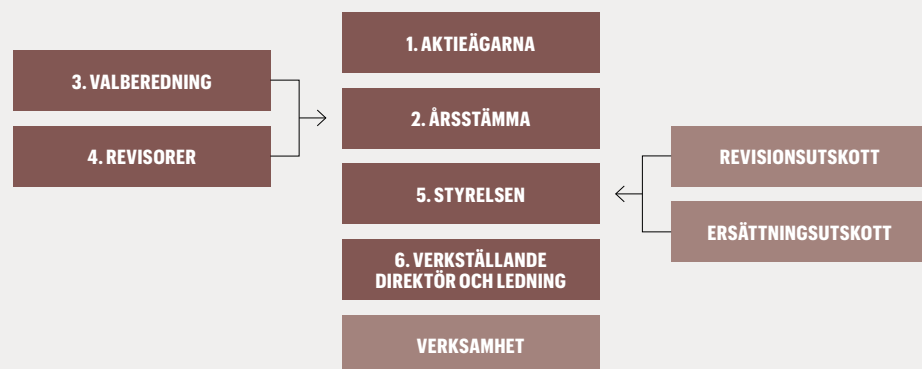 1. AKTIEÄGARNA
3. VALBEREDNING
2. ÅRSSTÄMMA
4. REVISORER
REVISIONSUTSKOTT
5. STYRELSEN
ERSÄTTNINGSUTSKOTT
6. VERKSTÄLLANDE
DIREKTÖR OCH LEDNING
VERKSAMHET